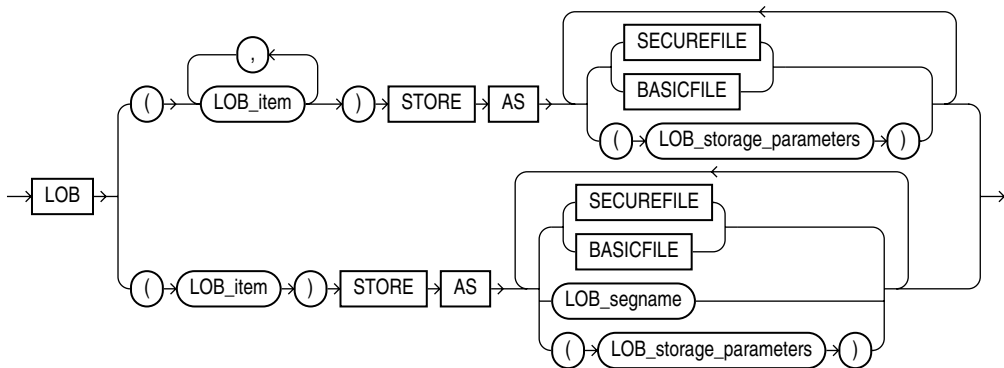 ,
SECUREFILE
BASICFILE
( LOB_item ) STORE AS
( LOB_storage_parameters )
LOB
SECUREFILE
BASICFILE
( LOB_item ) STORE AS
LOB_segname
( LOB_storage_parameters )